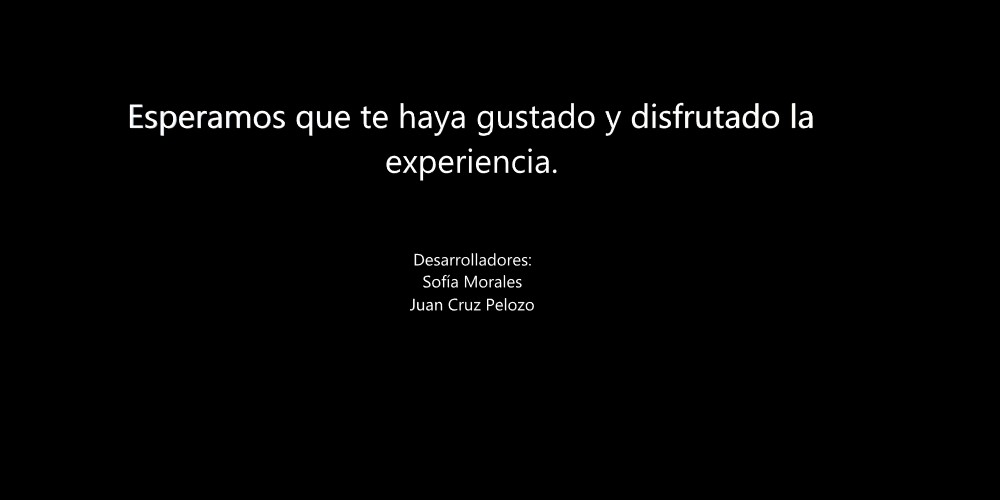 Esperamos que te haya gustado y disfrutado la
experiencia.
Desarrolladores:
Sofía Morales
Juan Cruz Pelozo